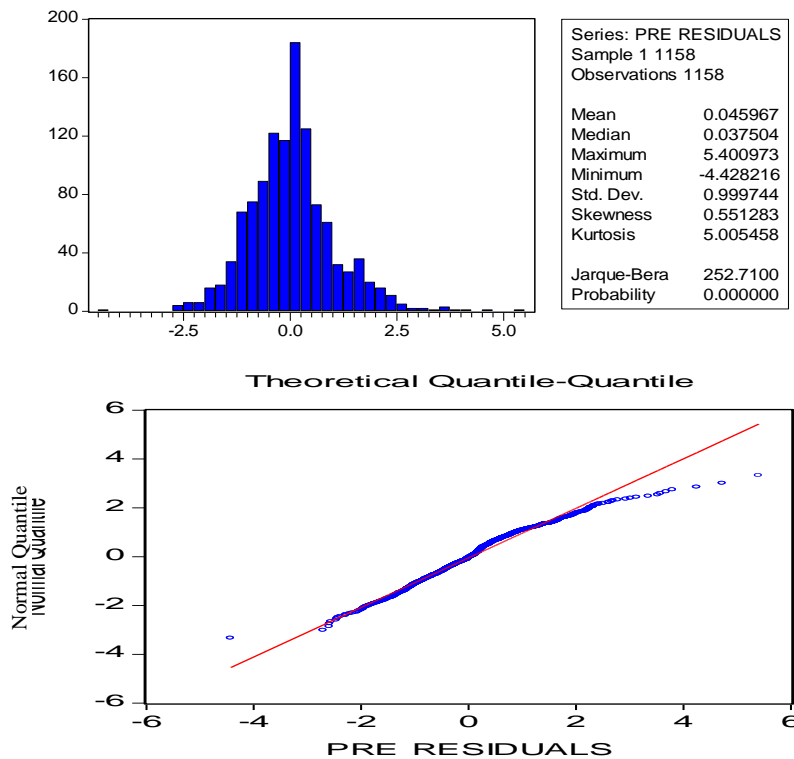 200
160
120
80
40
0
-2.5 0.0 2.5 5.0
Series: PRE RESIDUALS
Sample 1 1158
Observations 1158
Mean 0.045967
Median 0.037504
Maximum 5.400973
Minimum -4.428216
Std. Dev. 0.999744
Skewness 0.551283
Kurtosis 5.005458
Jarque-Bera 252.7100
Probability 0.000000
Theoretical Quantile-Quantile
6
4
2
0
-2
-4
-6
Normal Quantile
Normal Quantile
-6 -4 -2 0 2 4 6
PRE RESIDUALS